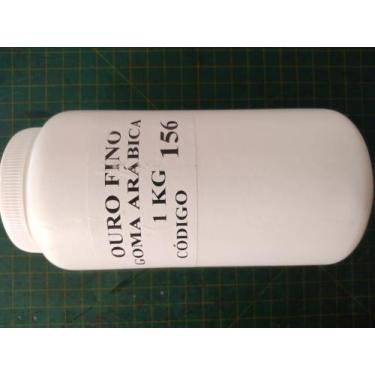 OURO FINO
GOMA ARÁBICA
1 KG 156
CÓDIGO